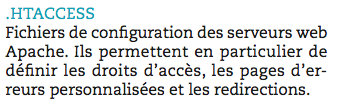 .HTACCESS
Fichiers de configuration des serveurs web
Apache. Ils permettent en particulier de
définir les droits d’accès, les pages d’er-
reurs personnalisées et les redirections.